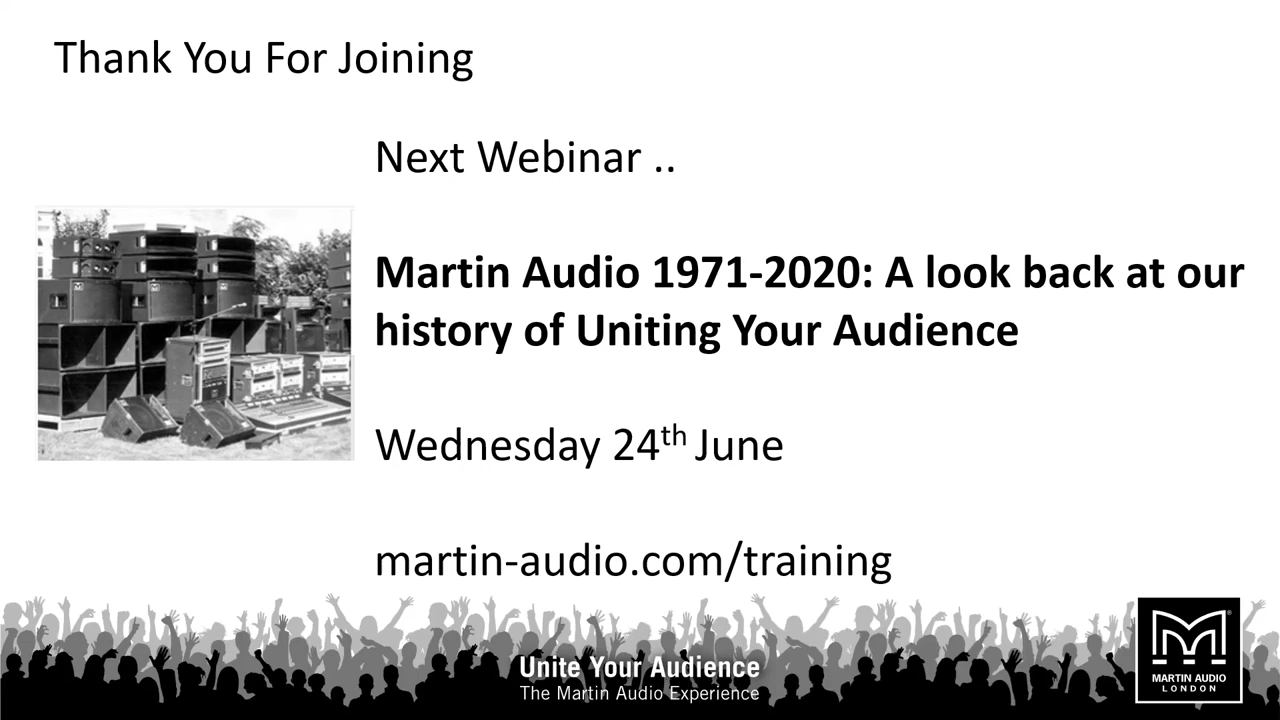 Thank You For Joining
Next Webinar ..
Martin Audio 1971-2020: A look back at our
history of Uniting Your Audience
Wednesday 24th June
martin-audio.com/training
Unite Your Audience
The Martin Audio Experience
MARTIN AUDIO
LONDON